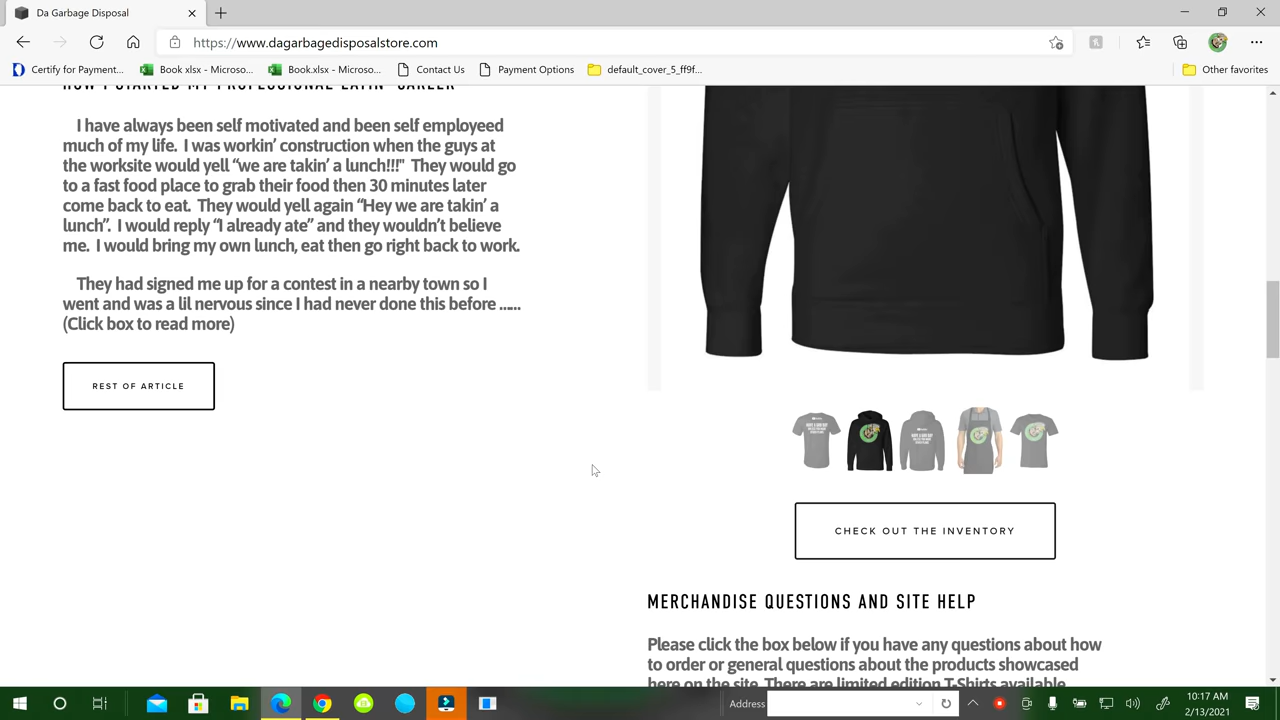 Da Garbage Disposal
https://www.dagarbagedisposalstore.com
Certify for Payment...
Book.xlsx - Microso...
Book.xlsx - Microso...
Contact Us
Payment Options
default_cover_5_ff9f...
Other favorites
HOW I STARTED MY PROFESSIONAL EATIN' CAREER
I have always been self motivated and been self employeed
much of my life. I was workin’ construction when the guys at
the worksite would yell “we are takin’ a lunch!!!" They would go
to a fast food place to grab their food then 30 minutes later
come back to eat. They would yell again “Hey we are takin’ a
lunch”. I would reply “I already ate” and they wouldn’t believe
me. I would bring my own lunch, eat then go right back to work.
They had signed me up for a contest in a nearby town so I
went and was a lil nervous since I had never done this before ......
(Click box to read more)
REST OF ARTICLE
CHECK OUT THE INVENTORY
MERCHANDISE QUESTIONS AND SITE HELP
Please click the box below if you have any questions about how
to order or general questions about the products showcased
here on the site. There are limited edition T-Shirts available
Address
10:17 AM
2/13/2021